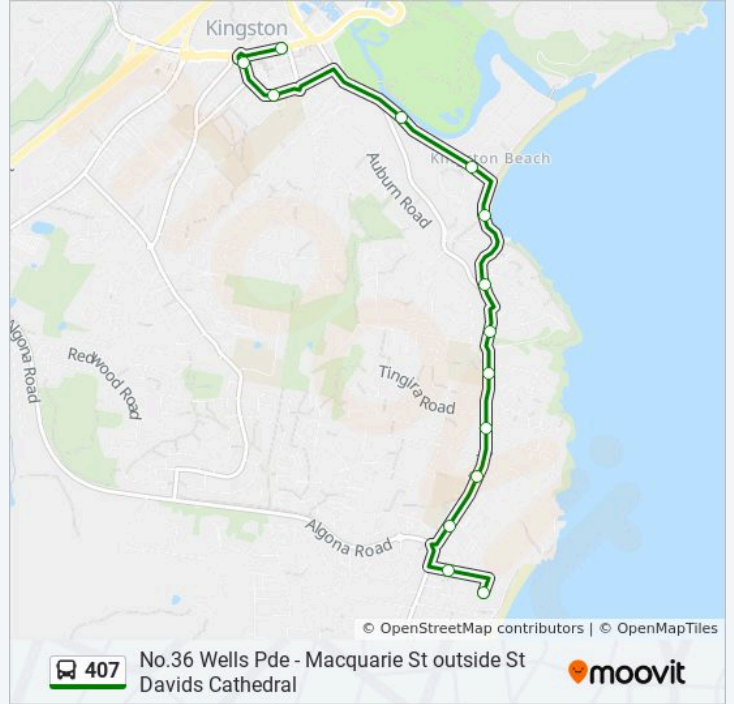 Kingston
Kingston Beach
Auburn Road
Algona Road
Redwood Road
Tingira Road
Algona Road
© OpenStreetMap contributors | © OpenMapTiles
407
No.36 Wells Pde - Macquarie St outside St
Davids Cathedral
moovit